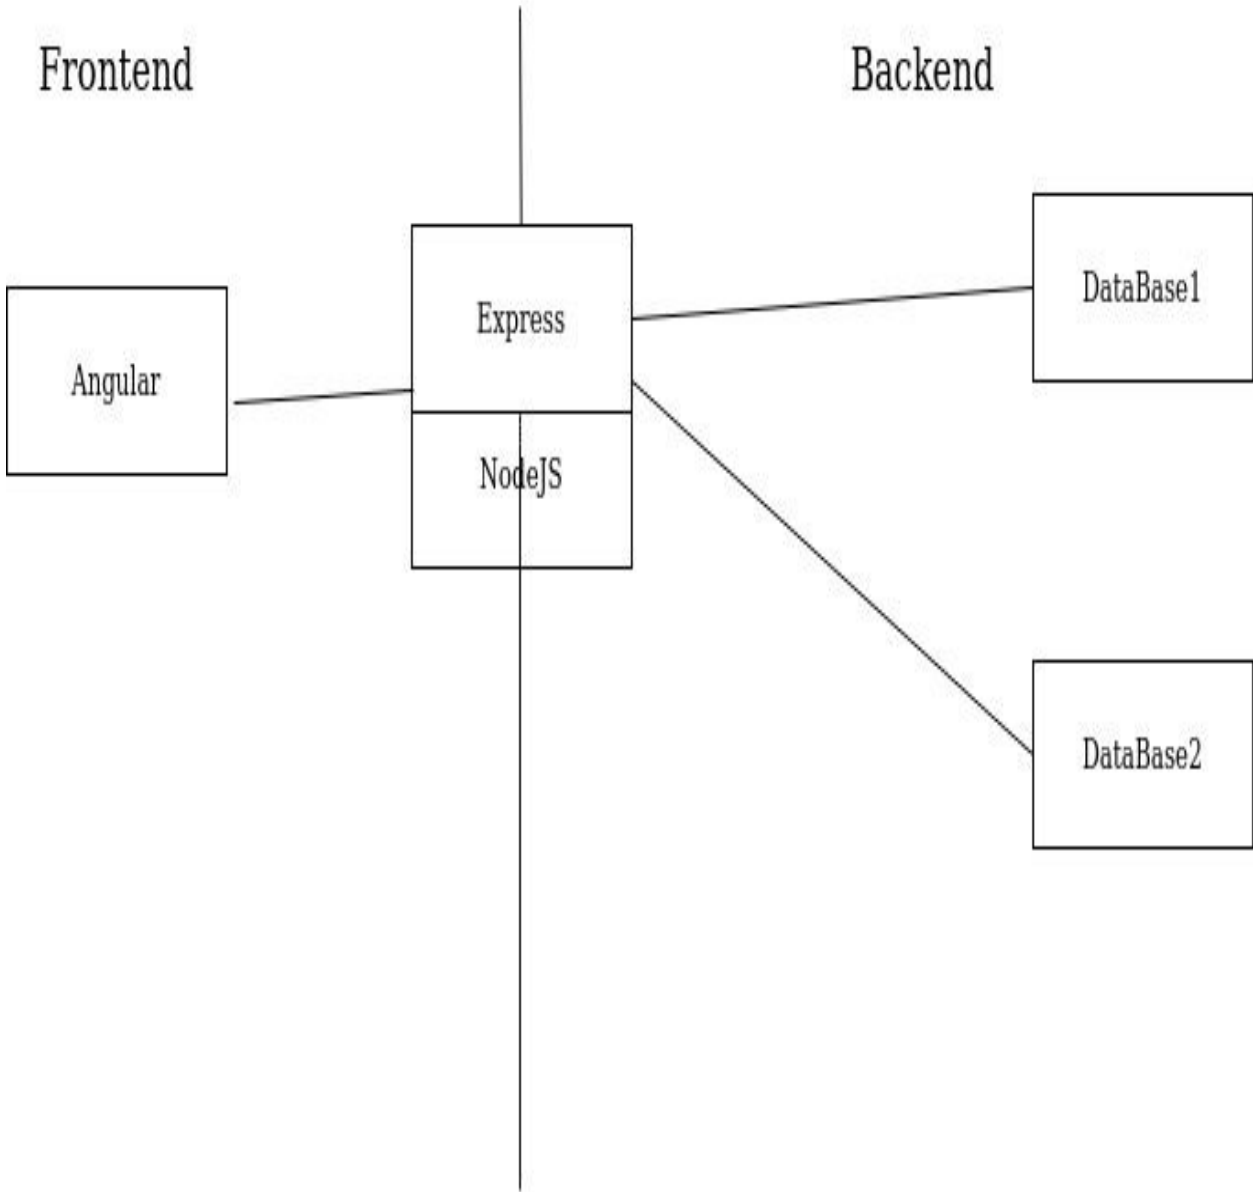 Frontend
Backend
Angular
Express
NodeJS
DataBase1
DataBase2